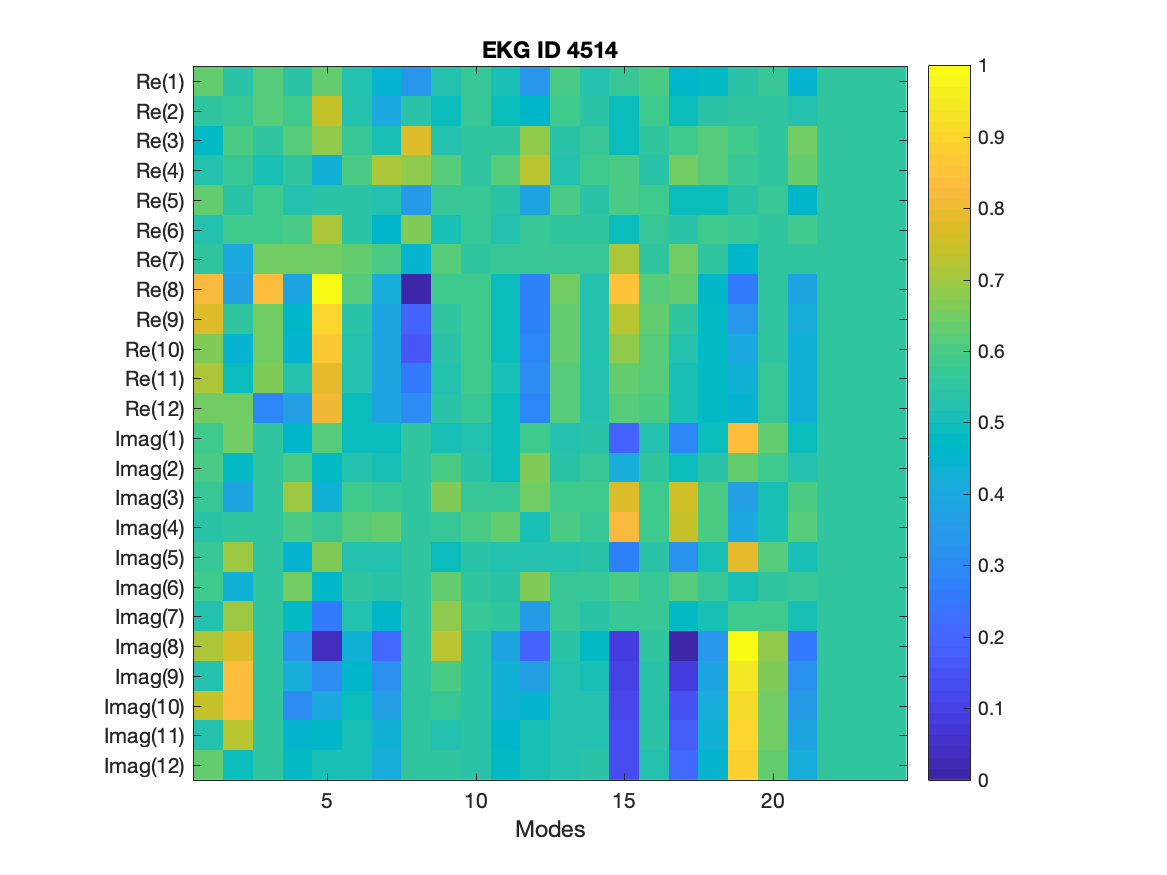 EKG ID 4514
Re(1)
Re(2)
Re(3)
Re(4)
Re(5)
Re(6)
Re(7)
Re(8)
Re(9)
Re(10)
Re(11)
Re(12)
Imag(1)
Imag(2)
Imag(3)
Imag(4)
Imag(5)
Imag(6)
Imag(7)
Imag(8)
Imag(9)
Imag(10)
Imag(11)
Imag(12)
5 10 15 20
Modes
1
0.9
0.8
0.7
0.6
0.5
0.4
0.3
0.2
0.1
0